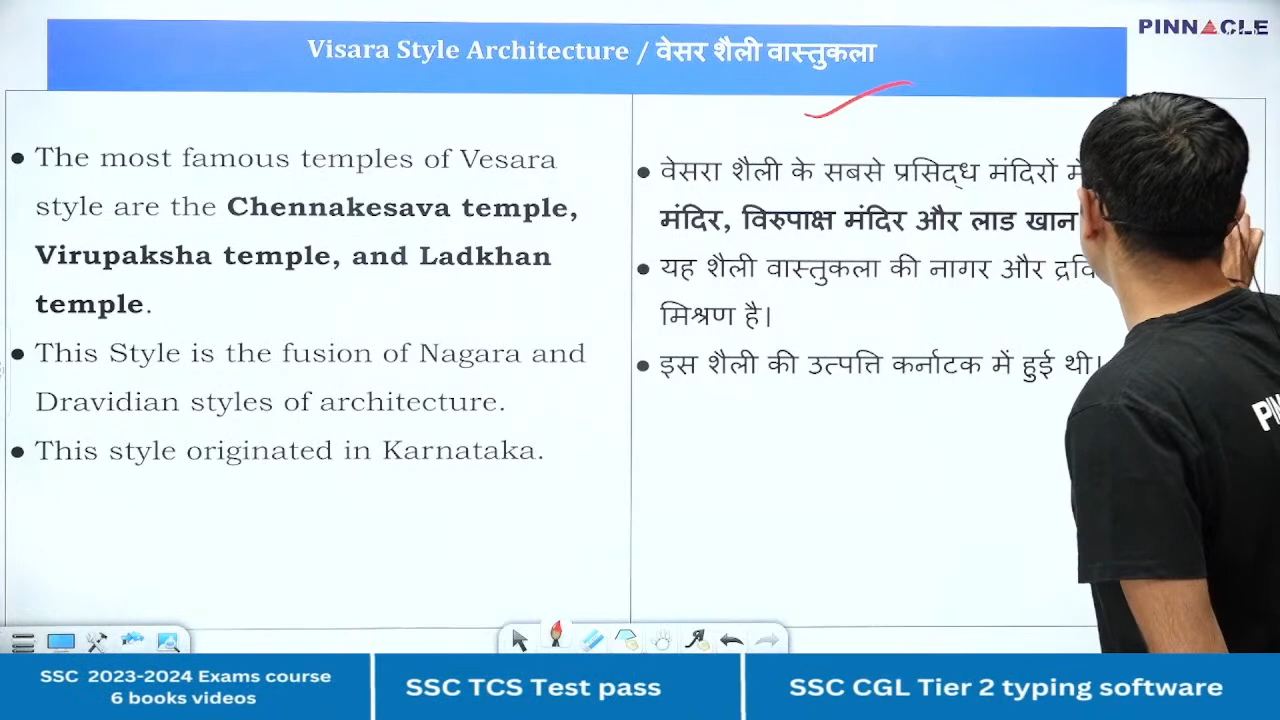 Visara Style Architecture / वेसर शैली वास्तुकला
PINNACLE
● The most famous temples of Vesara
style are the Chennakesava temple,
Virupaksha temple, and Ladkhan
temple.
● This Style is the fusion of Nagara and
Dravidian styles of architecture.
● This style originated in Karnataka.
● वेसरा शैली के सबसे प्रसिद्ध मंदिरों में
मंदिर, विरुपाक्ष मंदिर और लाड खान
● यह शैली वास्तुकला की नागर और
मिश्रण है।
● इस शैली की उत्पत्ति कर्नाटक में हुई थी।
SSC 2023-2024 Exams course
6 books videos
SSC TCS Test pass
SSC CGL Tier 2 typing software